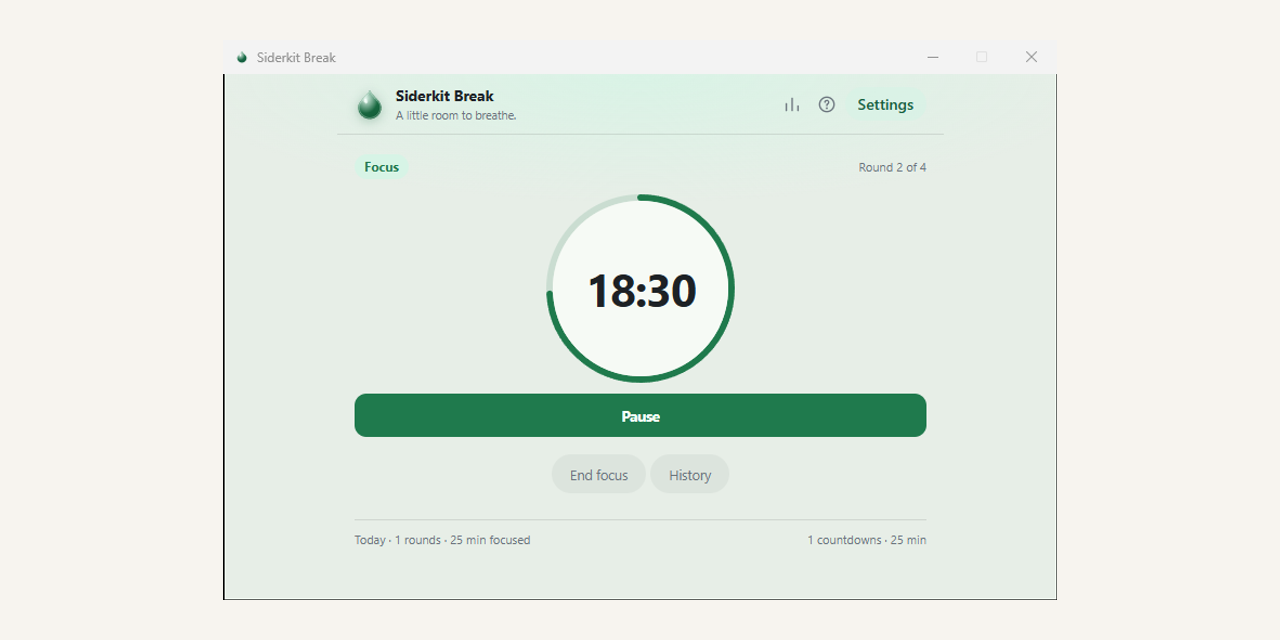 Siderkit Break
Siderkit Break
A little room to breathe.
Settings
Focus
Round 2 of 4
18:30
Pause
End focus
History
Today · 1 rounds · 25 min focused
1 countdowns · 25 min